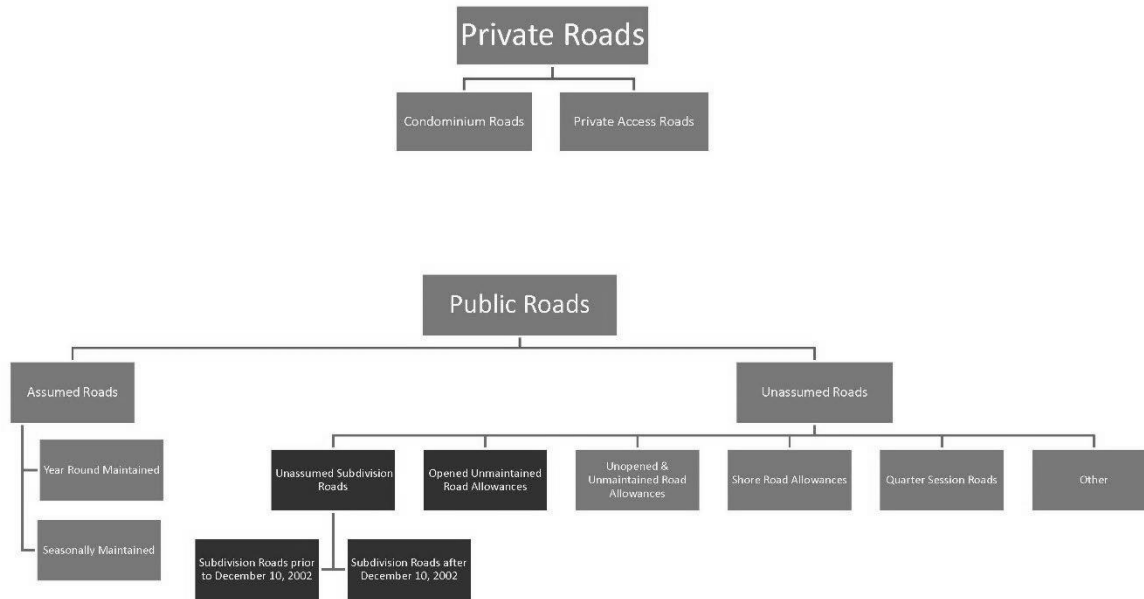 Private Roads
Condominium Roads
Private Access Roads
Public Roads
Assumed Roads
Unassumed Roads
Year Round Maintained
Seasonally Maintained
Unassumed Subdivision
Roads
Opened Unmaintained
Road Allowances
Unopened &
Unmaintained Road
Allowances
Shore Road Allowances
Quarter Session Roads
Other
Subdivision Roads prior
to December 10, 2002
Subdivision Roads after
December 10, 2002